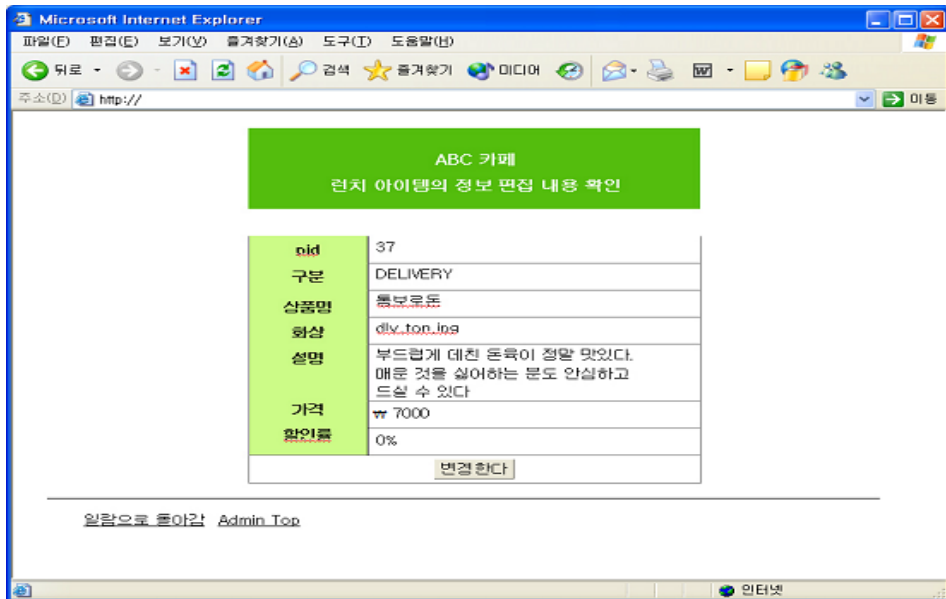 Microsoft Internet Explorer
파일(F) 편집(E) 보기(V) 즐겨찾기(A) 도구(T) 도움말(H)
뒤로 검색 즐겨찾기 미디어
주소(D) http:// 이동
ABC 카페
런치 아이템의 정보 편집 내용 확인
pid 37
구분 DELIVERY
상품명 톰보로돈
화상 dly_ton.jpg
설명 부드럽게 데친 돈육이 정말 맛있다.
매운 것을 싫어하는 분도 안심하고
드실 수 있다
가격 ₩ 7000
할인률 0%
변경한다
일람으로 돌아감 Admin Top
인터넷